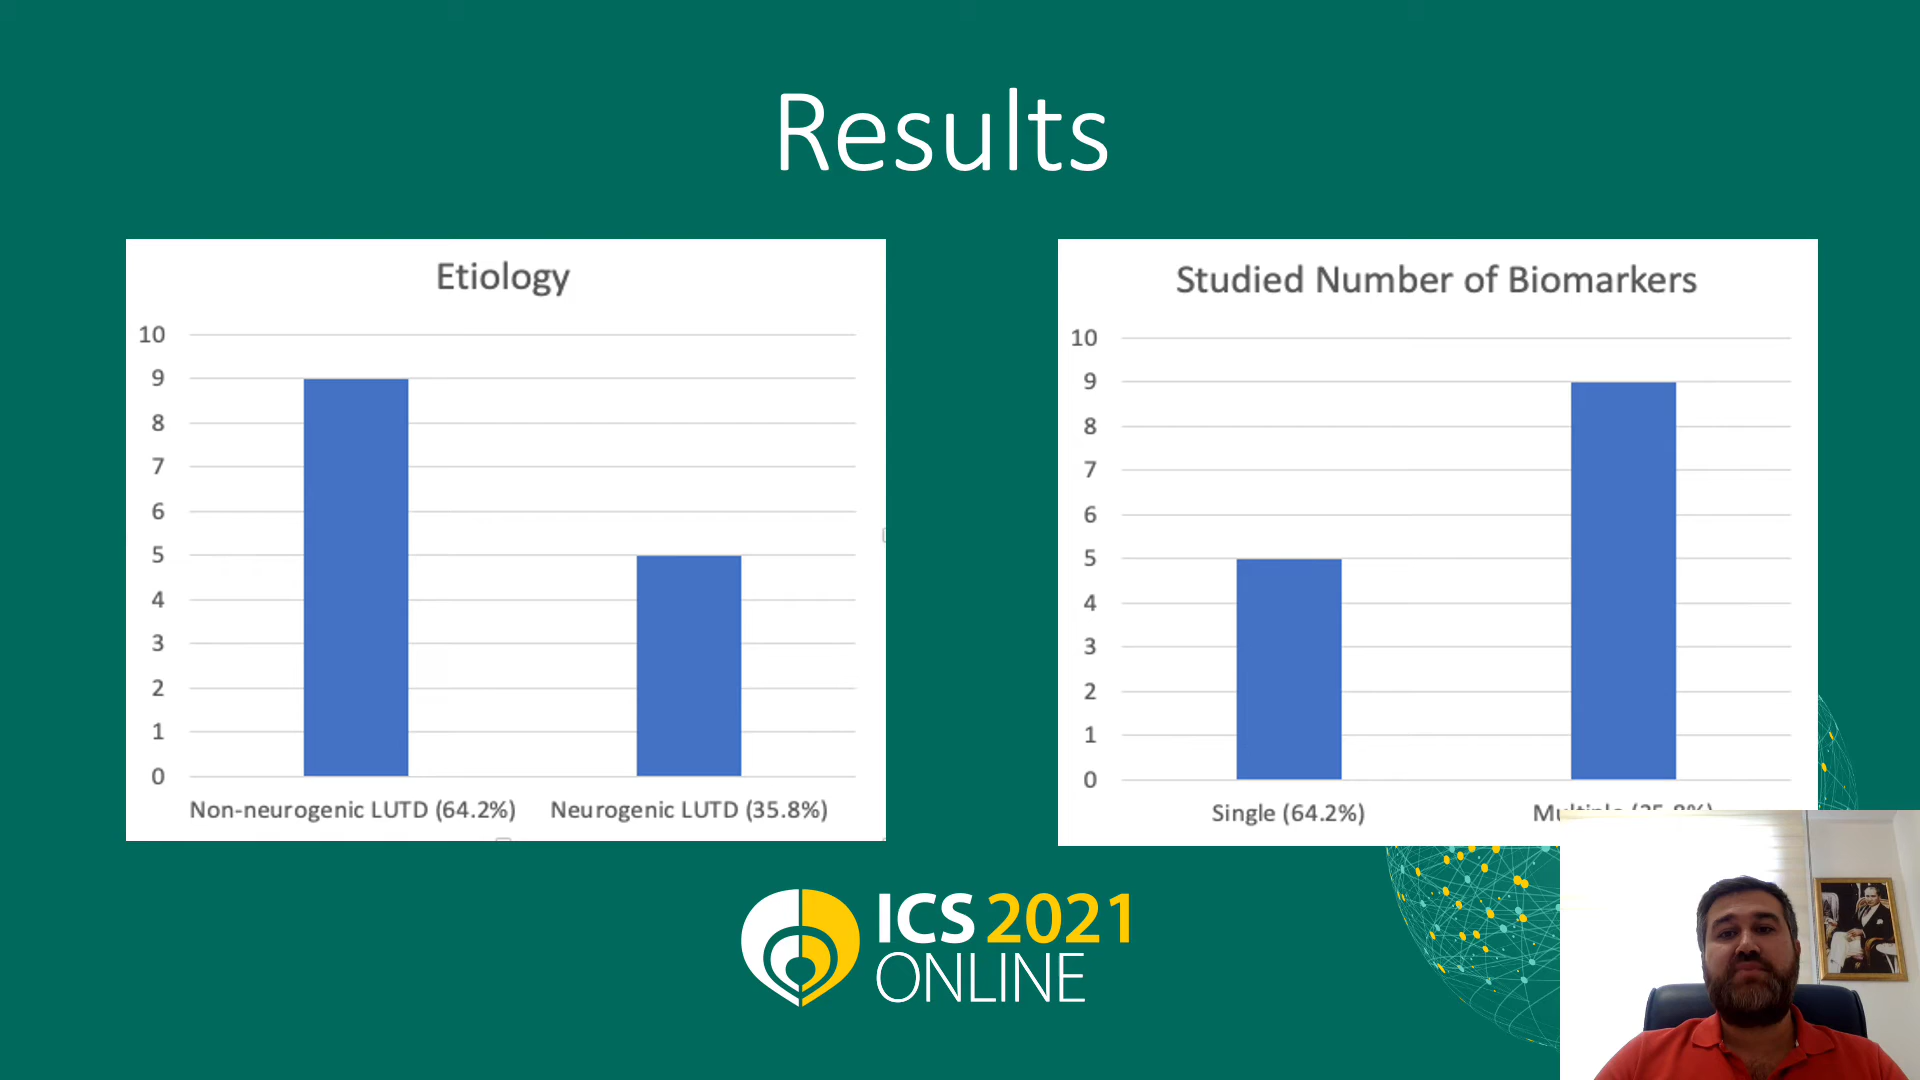 Results
Etiology
10
9
8
7
6
5
4
3
2
1
0
Non-neurogenic LUTD (64.2%)
Neurogenic LUTD (35.8%)
Studied Number of Biomarkers
10
9
8
7
6
5
4
3
2
1
0
Single (64.2%)
ICS 2021
ONLINE